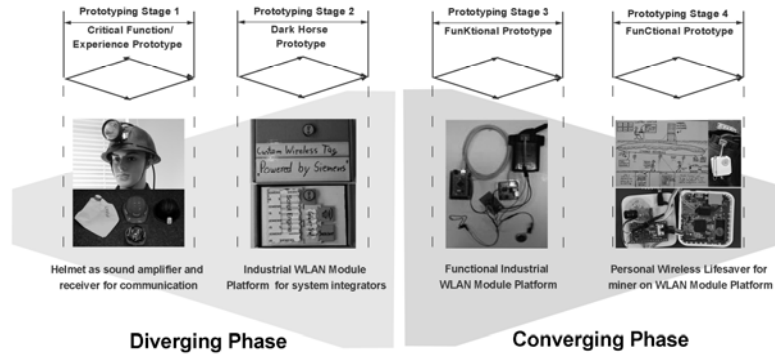 Prototyping Stage 1
Critical Function/
Experience Prototype
Prototyping Stage 2
Dark Horse
Prototype
Prototyping Stage 3
FunKtional Prototype
Prototyping Stage 4
FunCtional Prototype
Custom Wireless Tag
"Powered by Siemens"
Helmet as sound amplifier and
receiver for communication
Industrial WLAN Module
Platform for system integrators
Functional Industrial
WLAN Module Platform
Personal Wireless Lifesaver for
miner on WLAN Module Platform
Diverging Phase
Converging Phase